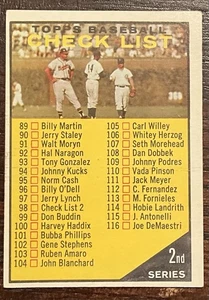 TOPPS BASEBALL
CHECK LIST
89 Billy Martin
90 Jerry Staley
91 Walt Moryn
92 Hal Naragon
93 Tony Gonzalez
94 Johnny Kucks
95 Norm Cash
96 Billy O'Dell
97 Jerry Lynch
98 Check List 2
99 Don Buddin
100 Harvey Haddix
101 Bubba Phillips
102 Gene Stephens
103 Ruben Amaro
104 John Blanchard
105 Carl Willey
106 Whitey Herzog
107 Seth Morehead
108 Dan Dobbek
109 Johnny Podres
110 Vada Pinson
111 Jack Meyer
112 C. Fernandez
113 M. Fornieles
114 Hobie Landrith
115 J. Antonelli
116 Joe DeMaestri
2nd
SERIES